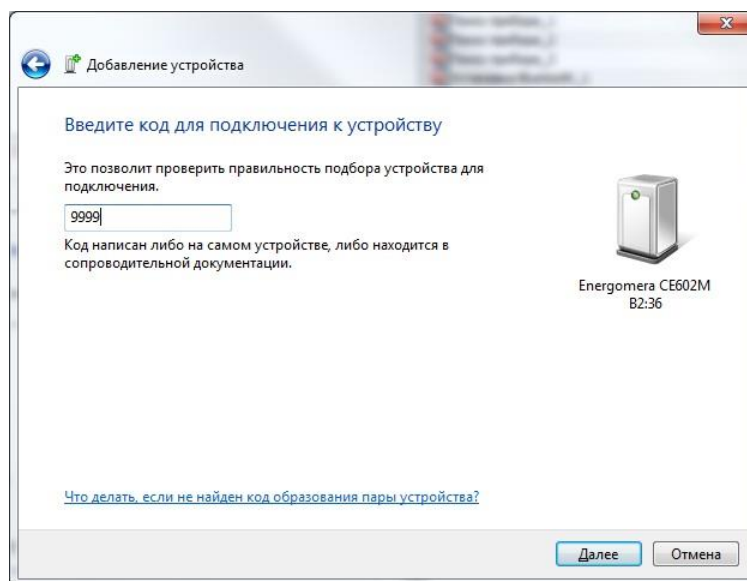 Добавление устройства
Введите код для подключения к устройству
Это позволит проверить правильность подбора устройства для
подключения.
9999
Код написан либо на самом устройстве, либо находится в
сопроводительной документации.
Energomera CE602M
B2:36
Что делать, если не найден код образования пары устройства?
Далее
Отмена